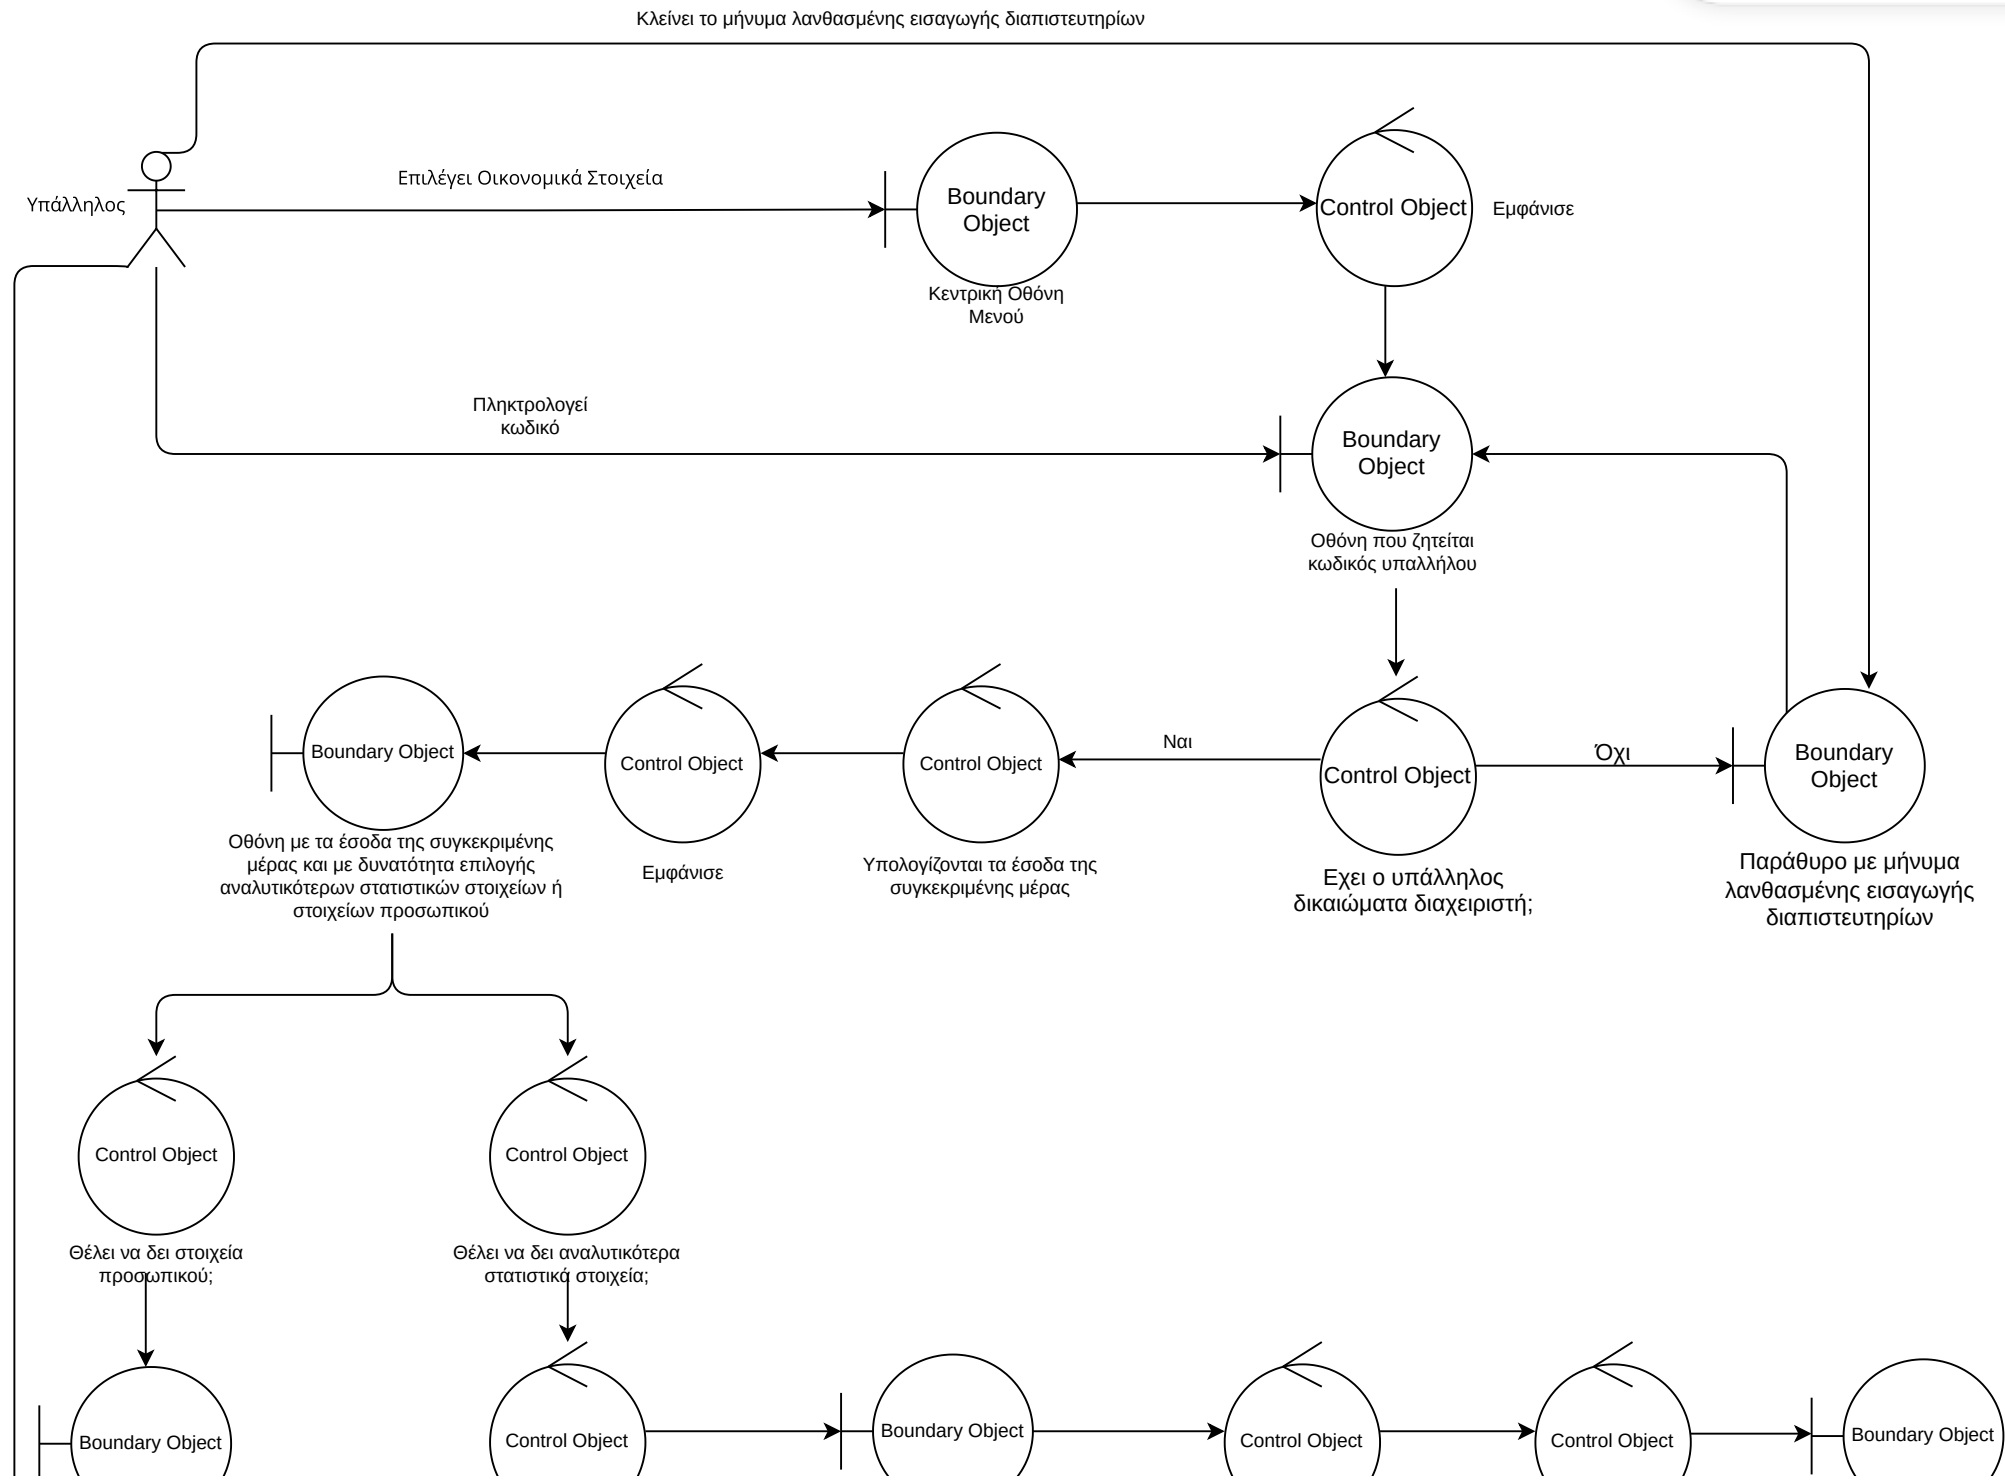 Κλείνει το μήνυμα λανθασμένης εισαγωγής διαπιστευτηρίων
Επιλέγει Οικονομικά Στοιχεία
Υπάλληλος
Boundary
Object
Control Object
Εμφάνισε
Κεντρική Οθόνη
Μενού
Πληκτρολογεί
κωδικό
Boundary
Object
Οθόνη που ζητείται
κωδικός υπαλλήλου
Boundary Object
Control Object
Control Object
Ναι
Control Object
Όχι
Boundary
Object
Οθόνη με τα έσοδα της συγκεκριμένης
μέρας και με δυνατότητα επιλογής
αναλυτικότερων στατιστικών στοιχείων ή
στοιχείων προσωπικού
Εμφάνισε
Υπολογίζονται τα έσοδα της
συγκεκριμένης μέρας
Εχει ο υπάλληλος
δικαιώματα διαχειριστή;
Παράθυρο με μήνυμα
λανθασμένης εισαγωγής
διαπιστευτηρίων
Control Object
Control Object
Θέλει να δει στοιχεία
προσωπικού;
Θέλει να δει αναλυτικότερα
στατιστικά στοιχεία;
Boundary Object
Control Object
Boundary Object
Control Object
Control Object
Boundary Object